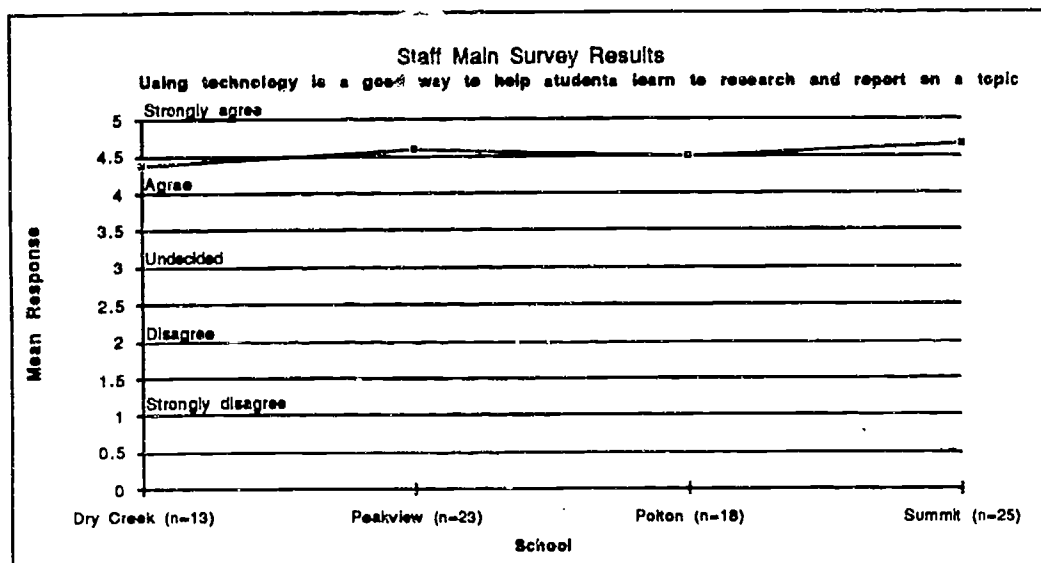 Staff Main Survey Results
Using technology is a good way to help students learn to research and report on a topic
Strongly agree
5
4.5
Agree
4
3.5
Undecided
3
2.5
Disagree
2
1.5
Strongly disagree
1
0.5
0
Mean Response
Dry Creek (n=13) Peakview (n=23) Polton (n=18) Summit (n=25)
School